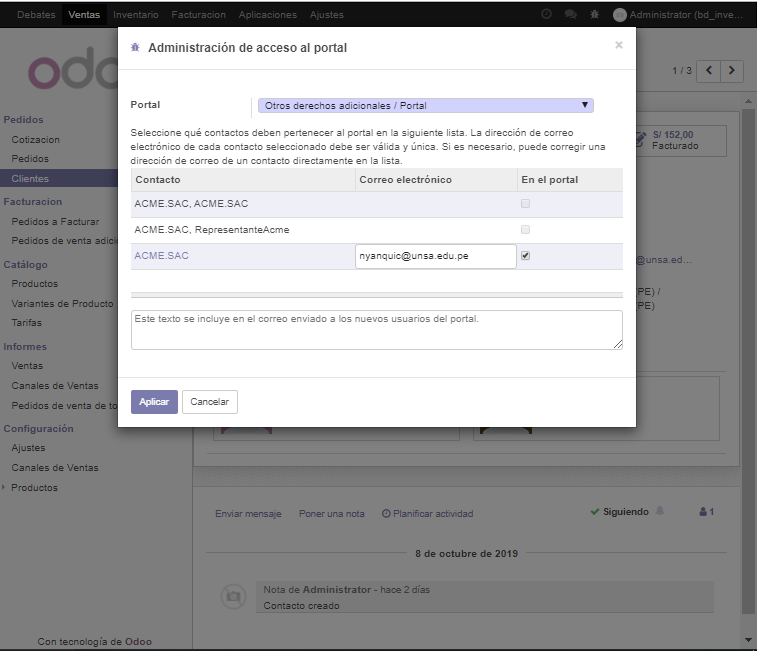 Debates Ventas Inventario Facturacion Aplicaciones Ajustes Administrator (bd_inve...
odo
Administración de acceso al portal ×
1 / 3
Portal Otros derechos adicionales / Portal
Seleccione qué contactos deben pertenecer al portal en la siguiente lista. La dirección de correo
electrónico de cada contacto seleccionado debe ser válida y única. Si es necesario, puede corregir una
dirección de correo de un contacto directamente en la lista.
Contacto Correo electrónico En el portal
ACME.SAC, ACME.SAC
ACME.SAC, RepresentanteAcme
ACME.SAC nyanquic@unsa.edu.pe
Este texto se incluye en el correo enviado a los nuevos usuarios del portal.
Aplicar Cancelar
Pedidos
Cotizacion
Pedidos
Clientes
Facturacion
Pedidos a Facturar
Pedidos de venta adici
Catálogo
Productos
Variantes de Producto
Tarifas
Informes
Ventas
Canales de Ventas
Pedidos de venta de to
Configuración
Ajustes
Canales de Ventas
Productos
Con tecnología de Odoo
S/ 152,00
Facturado
@unsa.ed...
PE) /
PE)
Enviar mensaje Poner una nota Planificar actividad Siguiendo 1
8 de octubre de 2019
Nota de Administrator - hace 2 días
Contacto creado